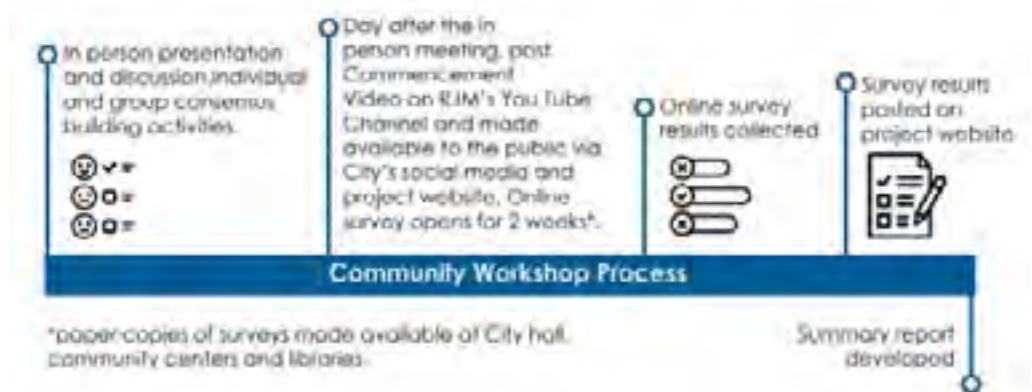 In person presentation
and discussion,individual
and group consensus
building activities.
Day after the in
person meeting, post
Commencement
Video on RJM's You Tube
Channel and made
available to the public via
City's social media and
project website. Online
survey opens for 2 weeks*.
Online survey
results collected
Survey results
posted on
project website
Community Workshop Process
*paper copies of surveys made available at City hall,
community centers and libraries.
Summary report
developed